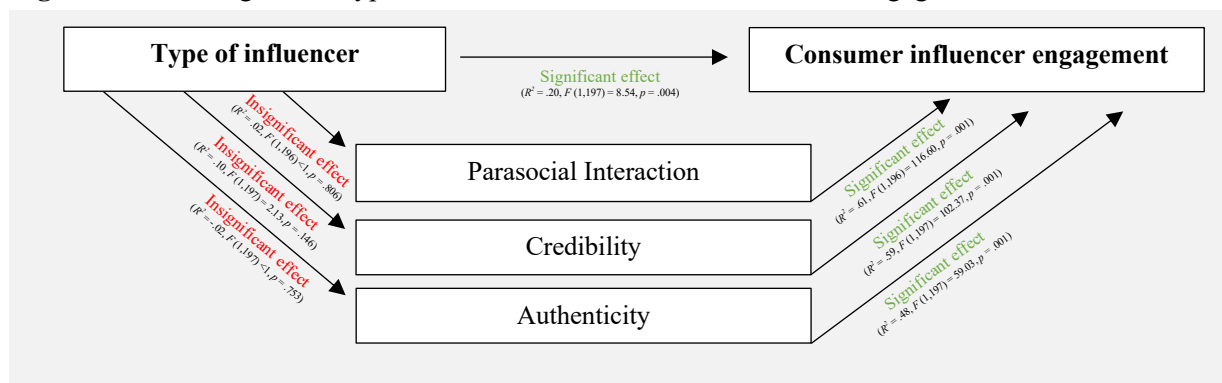 Type of influencer
Consumer influencer engagement
Significant effect
(R² = .20, F (1,197) = 8.54, p = .004)
Insignificant effect
(R² = .02, F (1,196) <1, p = .806)
Insignificant effect
(R² = .10, F (1,197) = 2.13, p = .146)
Insignificant effect
(R² =-.02, F (1,197) <1, p = .753)
Parasocial Interaction
Credibility
Authenticity
Significant effect
(R² = .61, F (1,196) = 116.60, p = .001)
Significant effect
(R² = .59, F (1,197) = 102.37, p = .001)
Significant effect
(R² = .48, F (1,197) = 59.03, p = .001)